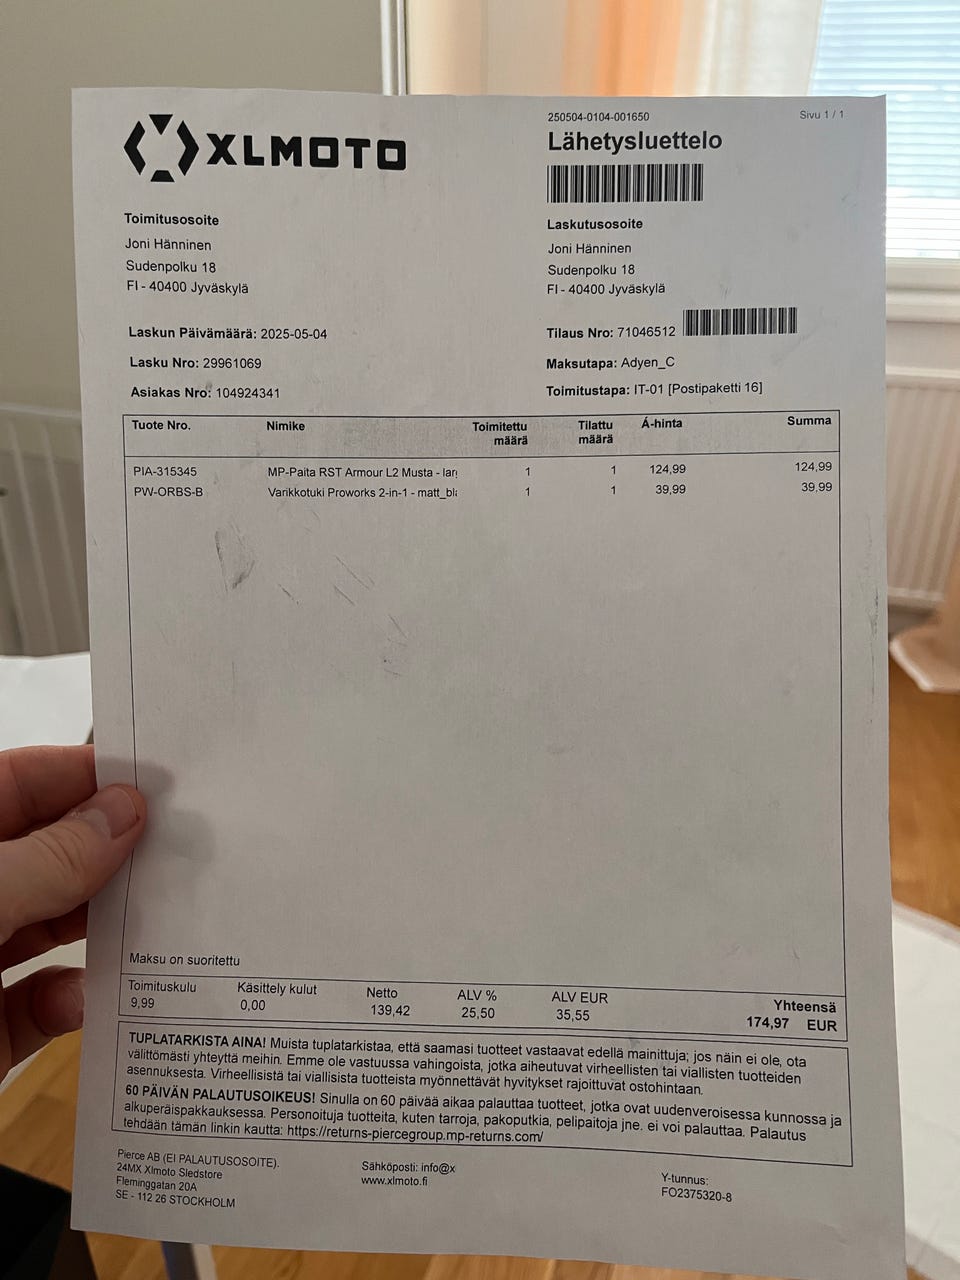 XLMOTO
250504-0104-001650
Sivu 1 / 1
Lähetysluettelo
Toimitusosoite
Joni Hänninen
Sudenpolku 18
FI - 40400 Jyväskylä
Laskutusosoite
Joni Hänninen
Sudenpolku 18
FI - 40400 Jyväskylä
Laskun Päivämäärä: 2025-05-04
Lasku Nro: 29961069
Asiakas Nro: 104924341
Tilaus Nro: 71046512
Maksutapa: Adyen_C
Toimitustapa: IT-01 [Postipaketti 16]
Tuote Nro. Nimike Toimitettu määrä Tilattu määrä Á-hinta Summa
PIA-315345 MP-Paita RST Armour L2 Musta - larg 1 1 124,99 124,99
PW-ORBS-B Varikkotuki Proworks 2-in-1 - matt_bla 1 1 39,99 39,99
Maksu on suoritettu
Toimituskulu Käsittely kulut Netto ALV % ALV EUR Yhteensä
9,99 0,00 139,42 25,50 35,55 174,97 EUR
TUPLATARKISTA AINA! Muista tuplatarkistaa, että saamasi tuotteet vastaavat edellä mainittuja; jos näin ei ole, ota
välittömästi yhteyttä meihin. Emme ole vastuussa vahingoista, jotka aiheutuvat virheellisten tai viallisten tuotteiden
asennuksesta. Virheellisistä tai viallisista tuotteista myönnettävät hyvitykset rajoittuvat ostohintaan.
60 PÄIVÄN PALAUTUSOIKEUS! Sinulla on 60 päivää aikaa palauttaa tuotteet, jotka ovat uudenveroisessa kunnossa ja
alkuperäispakkauksessa. Personoituja tuotteita, kuten tarroja, pakoputkia, pelipaitoja jne. ei voi palauttaa. Palautus
tehdään tämän linkin kautta: https://returns-piercegroup.mp-returns.com/
Pierce AB (EI PALAUTUSOSOITE).
24MX Xlmoto Sledstore
Fleminggatan 20A
SE - 112 26 STOCKHOLM
Sähköposti: info@x
www.xlmoto.fi
Y-tunnus:
FO2375320-8